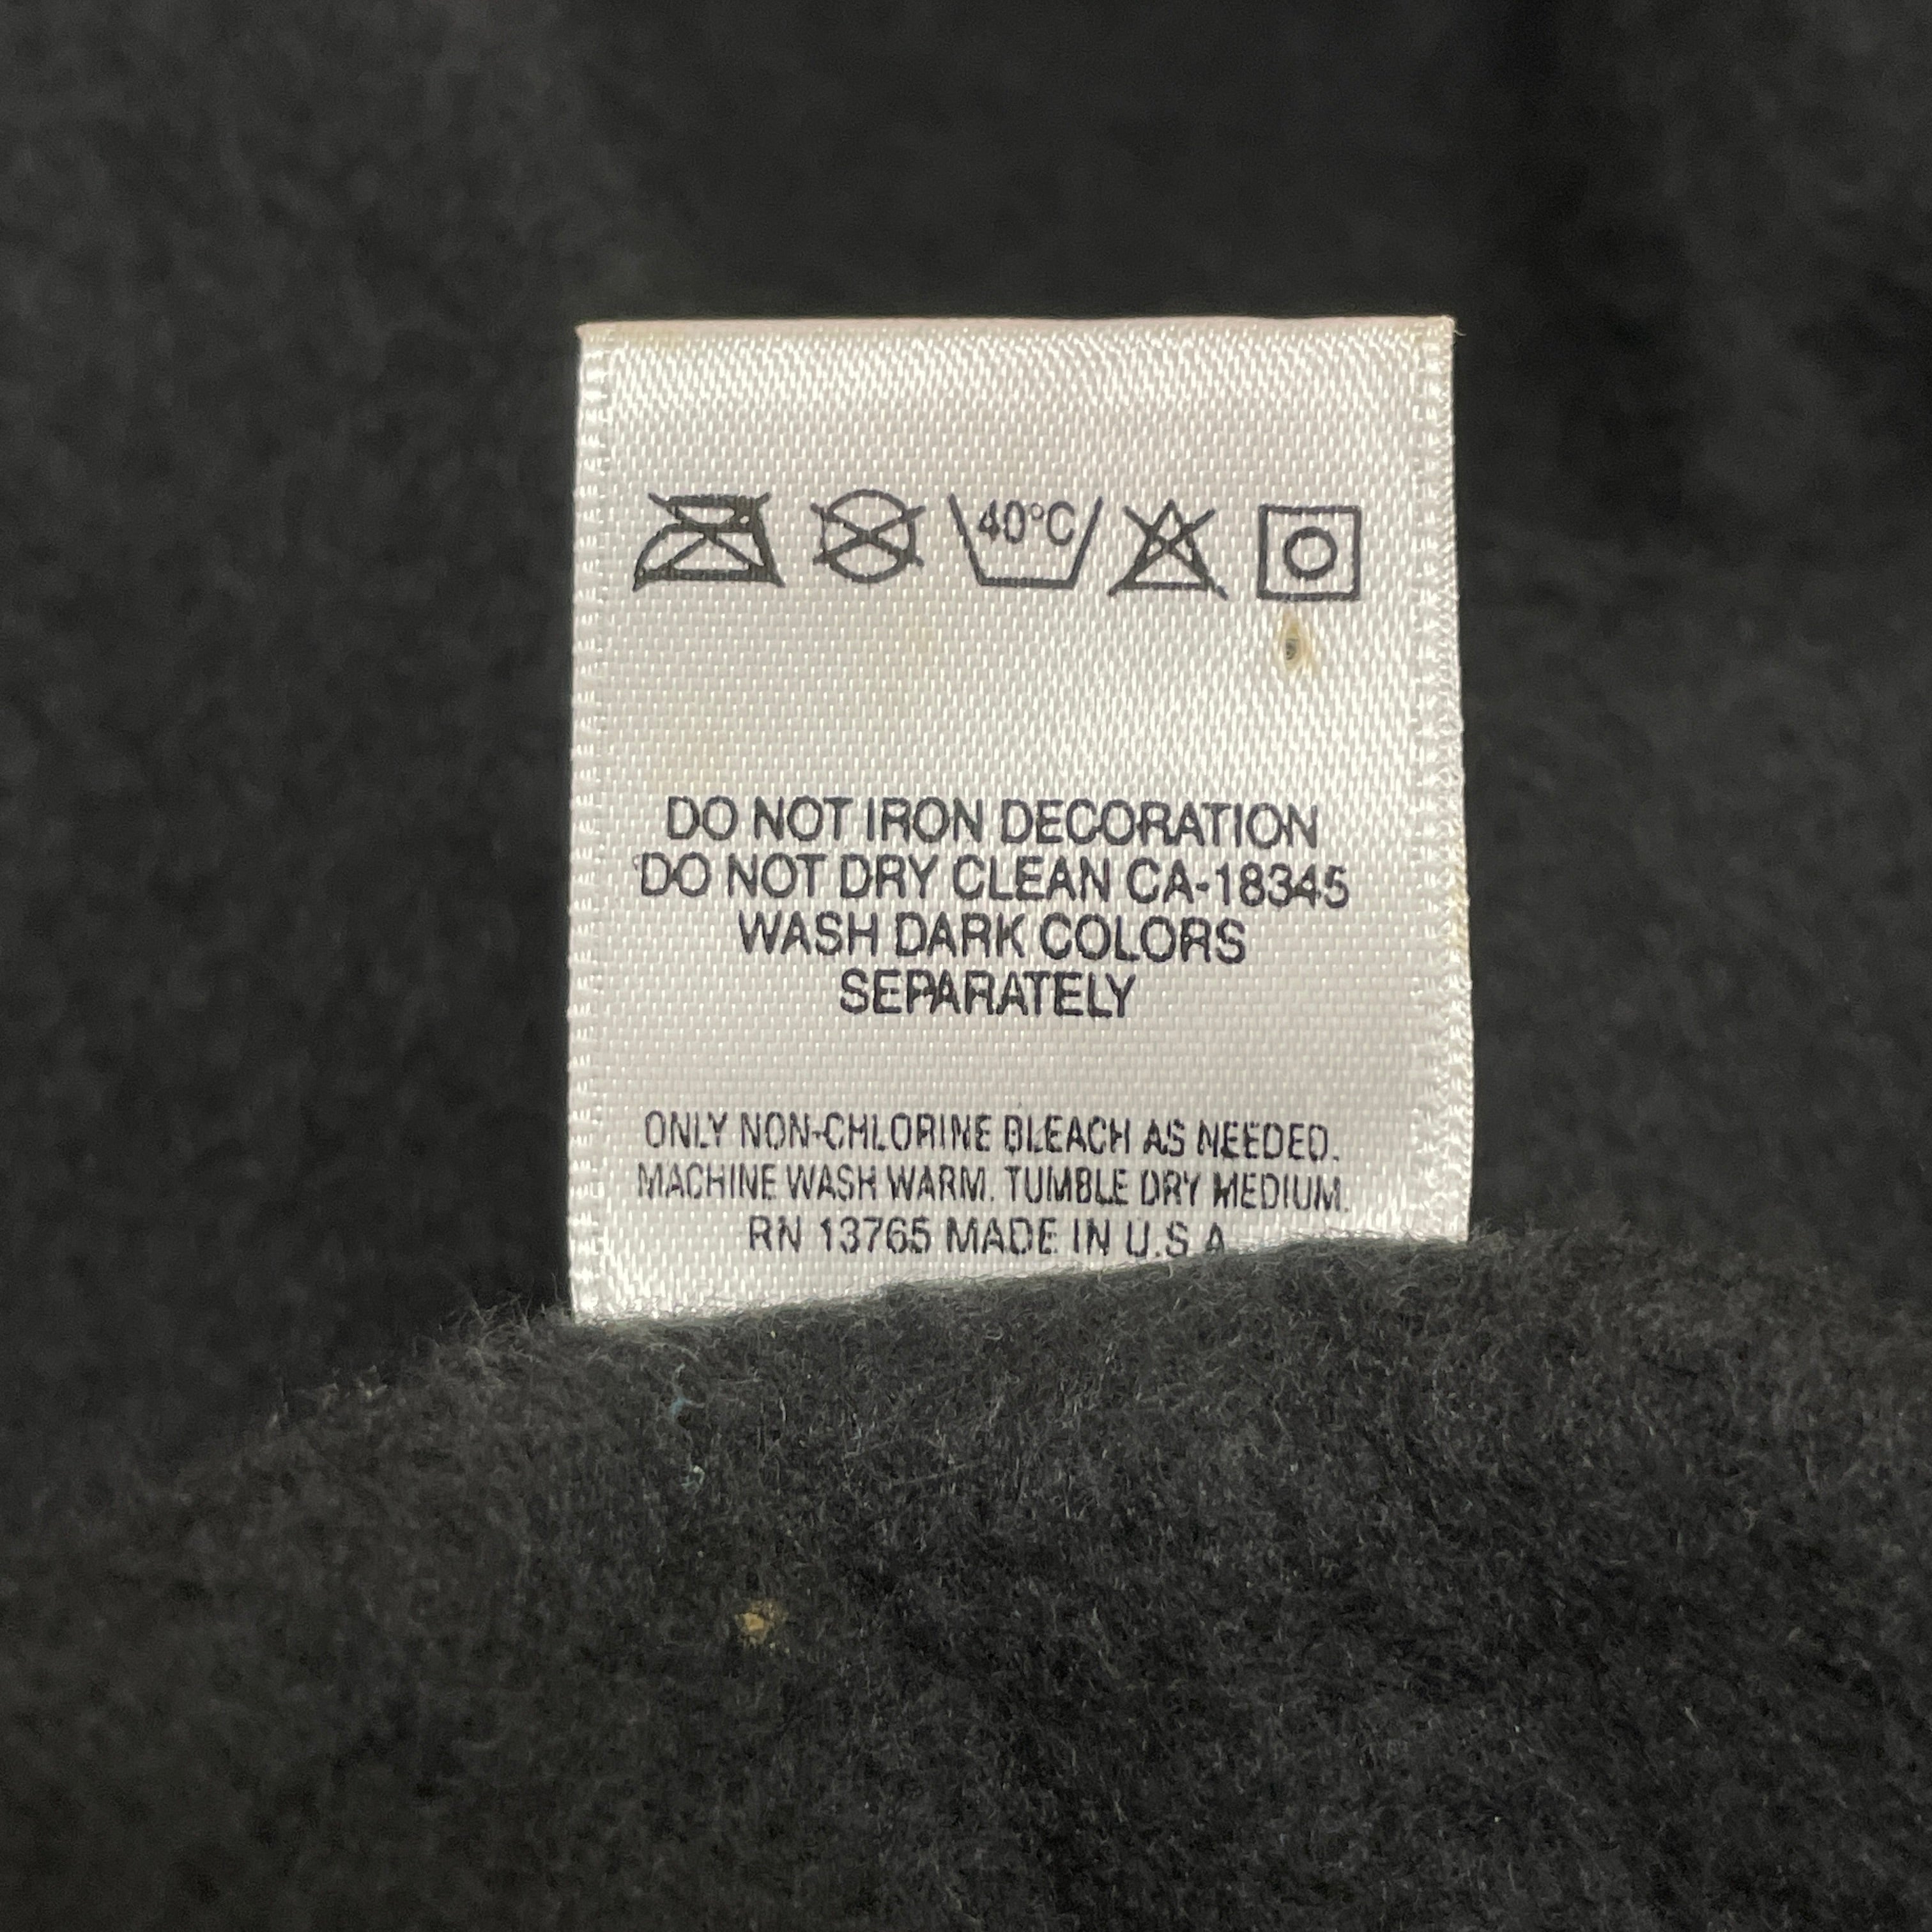 40°C
DO NOT IRON DECORATION
DO NOT DRY CLEAN CA-18345
WASH DARK COLORS
SEPARATELY
ONLY NON-CHLORINE BLEACH AS NEEDED.
MACHINE WASH WARM. TUMBLE DRY MEDIUM.
RN 13765 MADE IN U.S.A